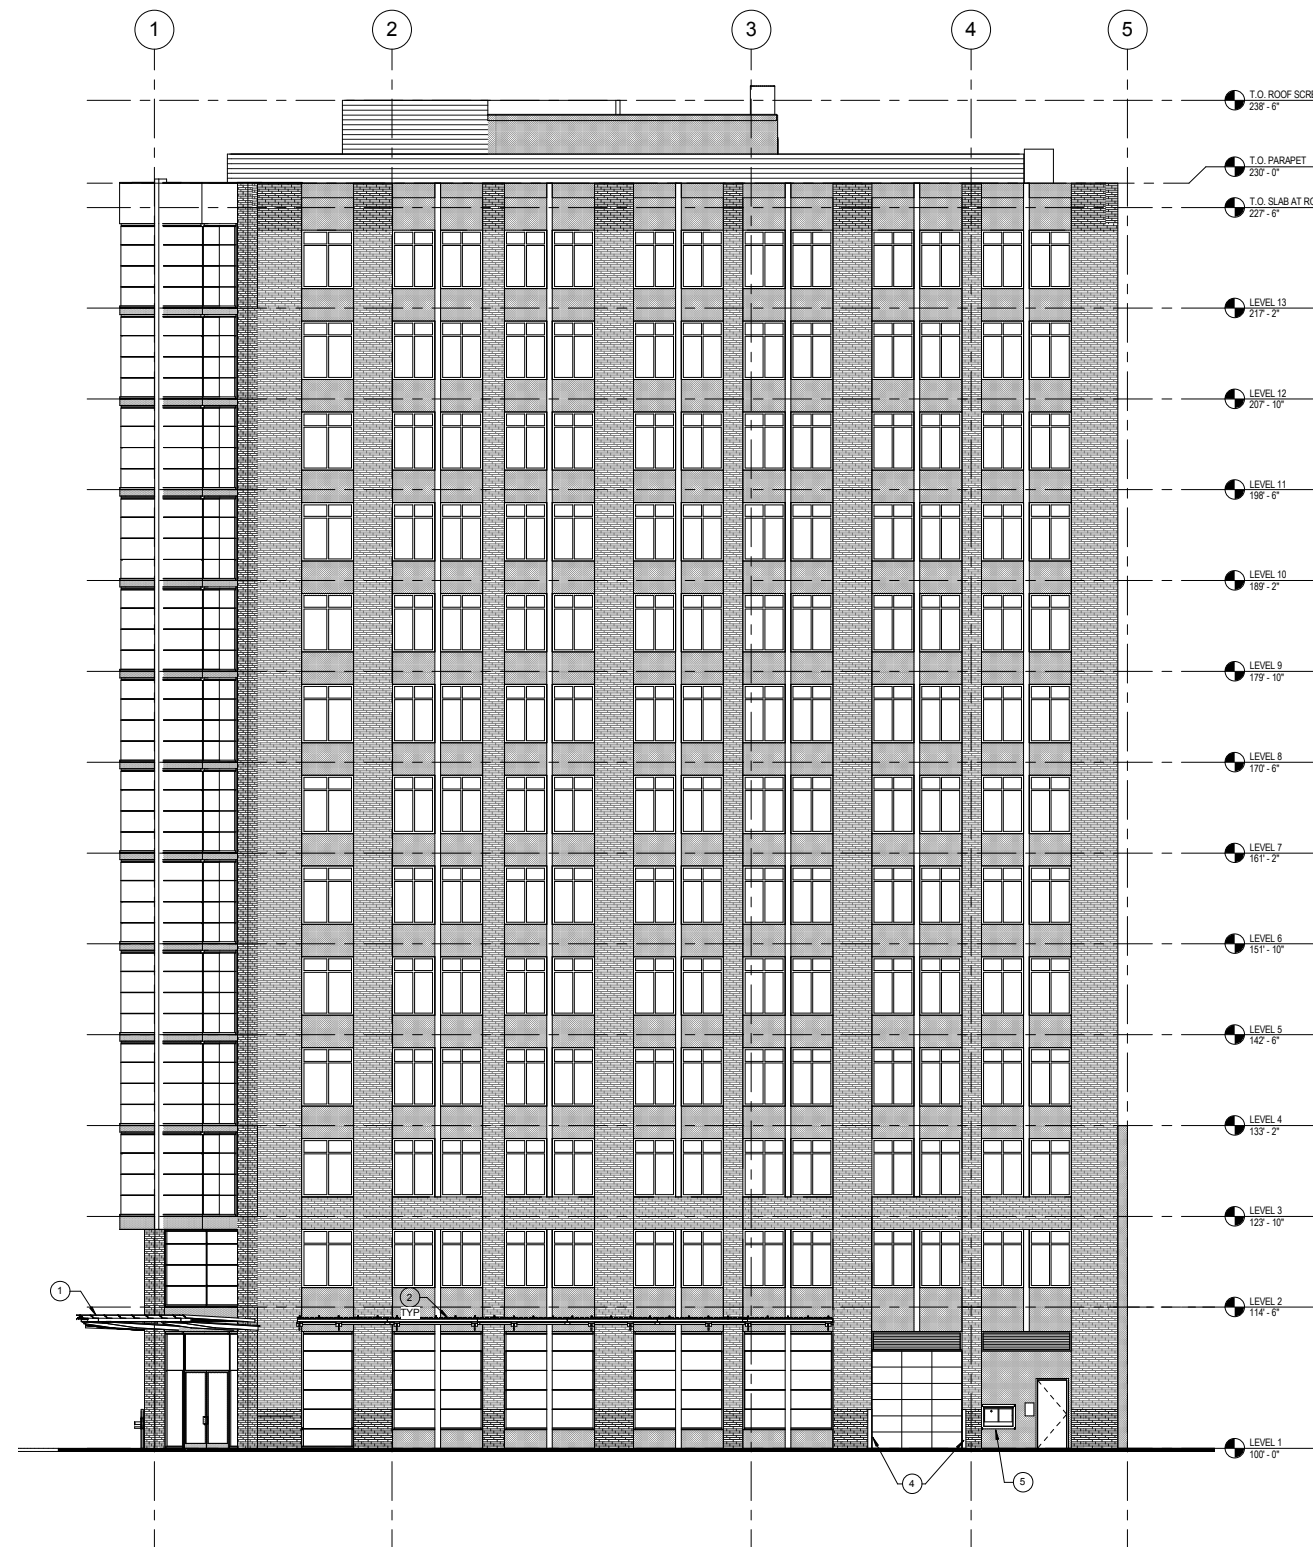 1 2 3 4 5
T.O. ROOF SCRE
238' - 6"
T.O. PARAPET
230' - 0"
T.O. SLAB AT RO
227' - 6"
LEVEL 13
217' - 2"
LEVEL 12
207' - 10"
LEVEL 11
198' - 6"
LEVEL 10
189' - 2"
LEVEL 9
179' - 10"
LEVEL 8
170' - 6"
LEVEL 7
161' - 2"
LEVEL 6
151' - 10"
LEVEL 5
142' - 6"
LEVEL 4
133' - 2"
LEVEL 3
123' - 10"
1
2
TYP
LEVEL 2
114' - 6"
LEVEL 1
100' - 0"
4
5